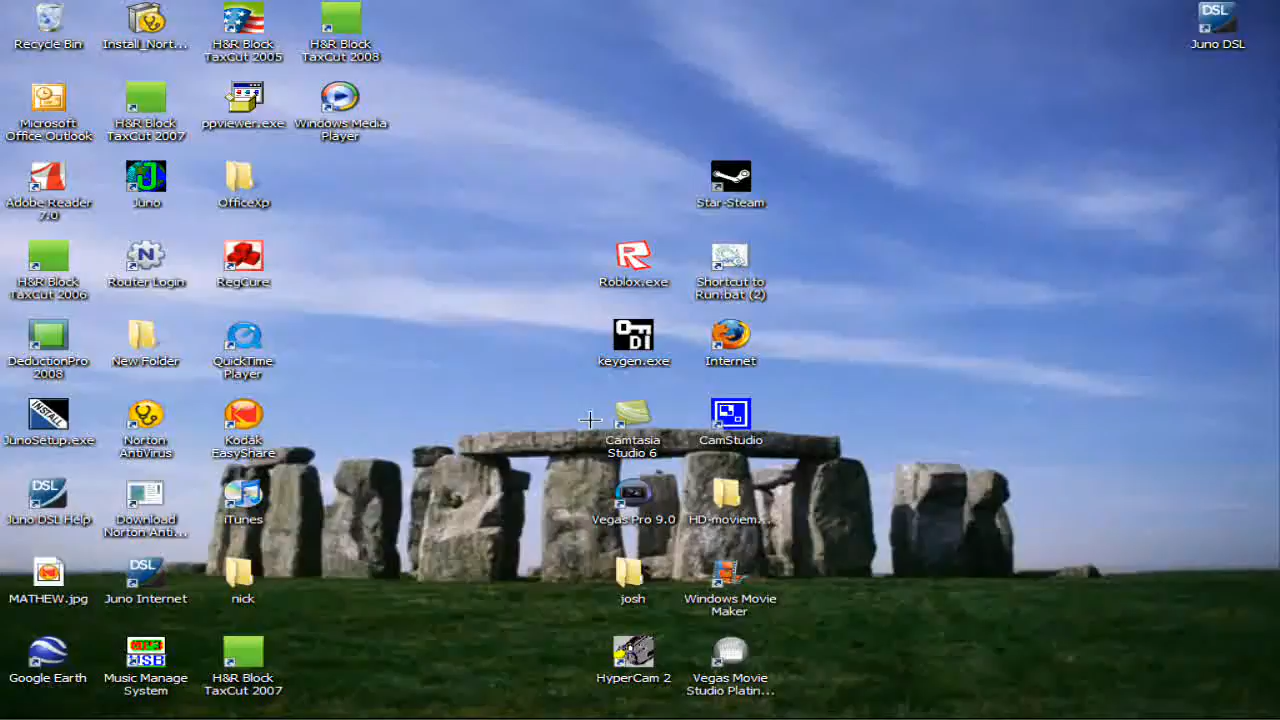 Recycle Bin
Install_Nort...
H&R Block
TaxCut 2005
H&R Block
TaxCut 2008
DSL
Juno DSL
Microsoft
Office Outlook
H&R Block
TaxCut 2007
ppviewer.exe
Windows Media
Player
Adobe Reader
7.0
Juno
OfficeXp
Star-Steam
H&R Block
TaxCut 2006
Router Login
RegCure
Roblox.exe
Shortcut to
Run.bat (2)
DeductionPro
2008
New Folder
QuickTime
Player
keygen.exe
Internet
INSTALL
JunoSetup.exe
Norton
AntiVirus
Kodak
EasyShare
Camtasia
Studio 6
CamStudio
DSL
Juno DSL Help
Download
Norton Anti...
iTunes
Vegas Pro 9.0
HD-moviem...
MATHEW.jpg
DSL
Juno Internet
nick
josh
Windows Movie
Maker
Google Earth
Music Manage
System
H&R Block
TaxCut 2007
HyperCam 2
Vegas Movie
Studio Platin...